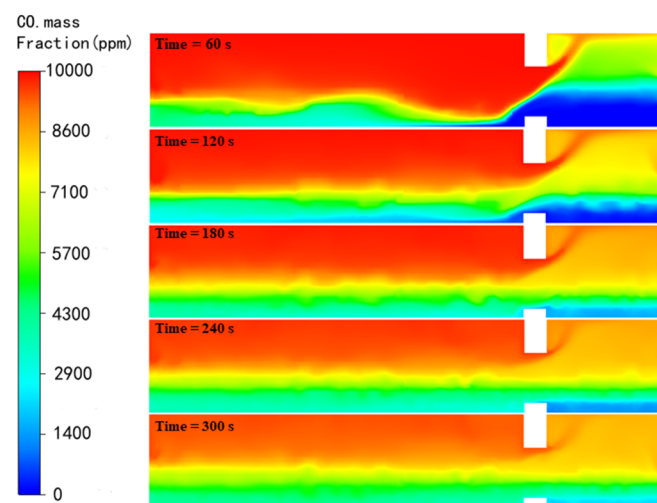 CO.mass
Fraction(ppm)
10000
8600
7100
5700
4300
2900
1400
0
Time = 60 s
Time = 120 s
Time = 180 s
Time = 240 s
Time = 300 s